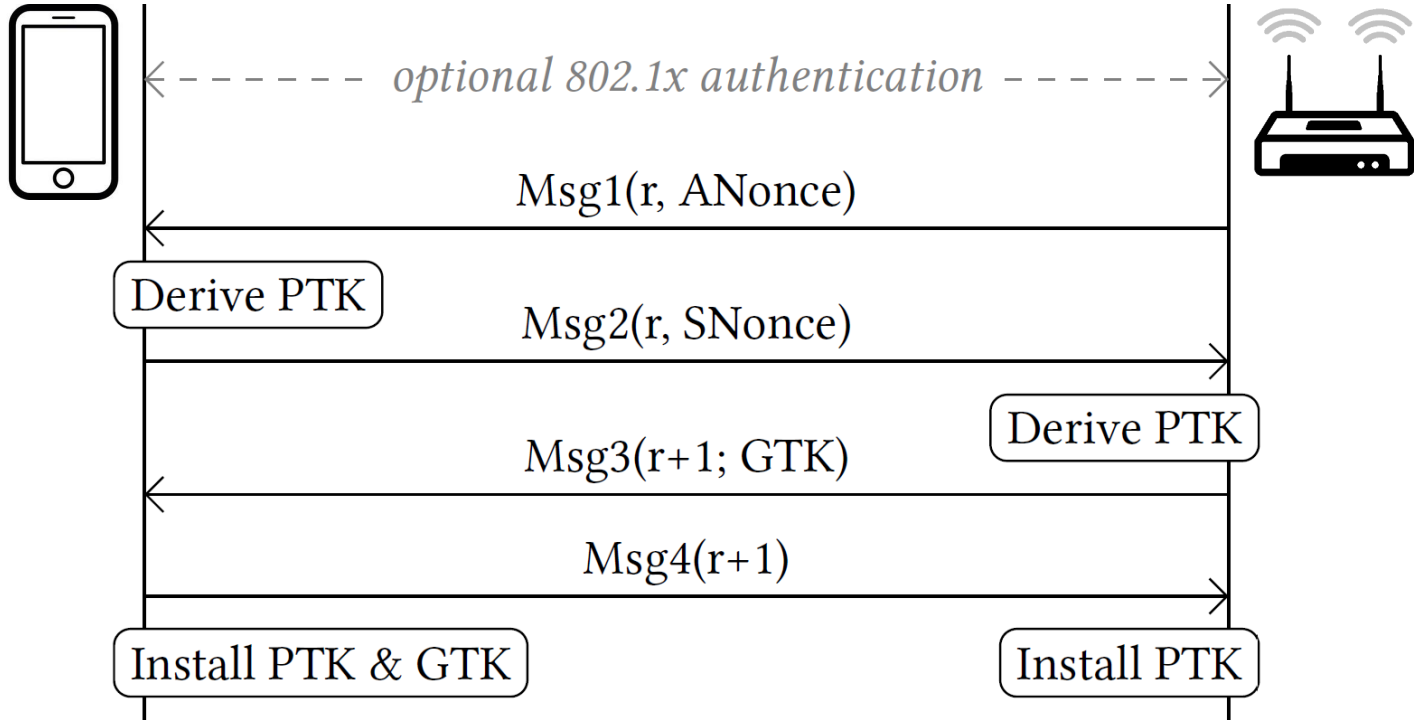 optional 802.1x authentication
Msg1(r, ANonce)
Derive PTK
Msg2(r, SNonce)
Derive PTK
Msg3(r+1; GTK)
Msg4(r+1)
Install PTK & GTK
Install PTK